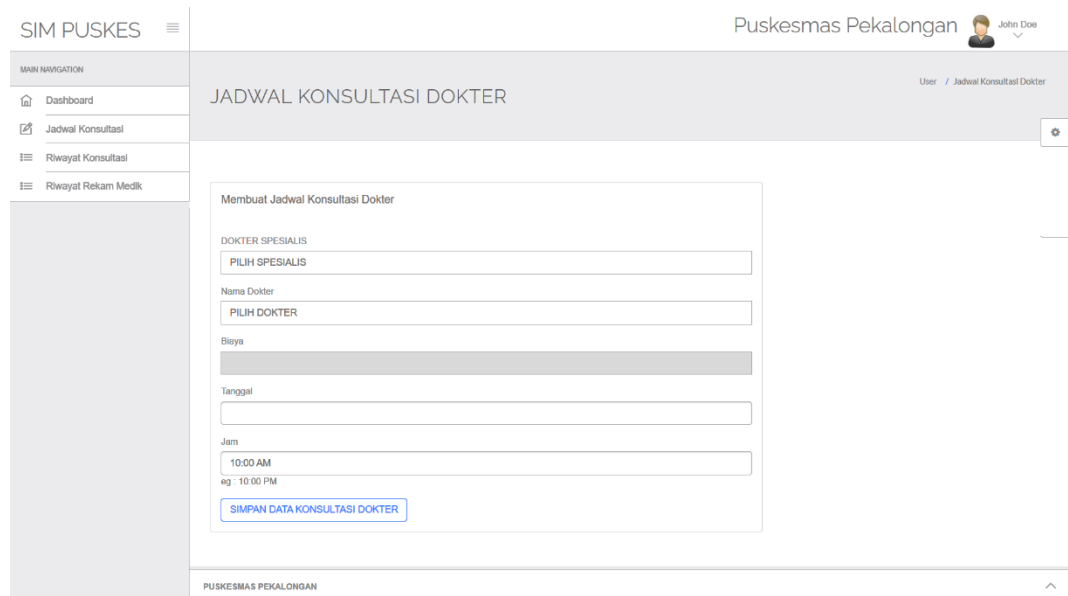 SIM PUSKES
Puskesmas Pekalongan
John Doe
MAIN NAVIGATION
Dashboard
Jadwal Konsultasi
Riwayat Konsultasi
Riwayat Rekam Medik
JADWAL KONSULTASI DOKTER
User / Jadwal Konsultasi Dokter
Membuat Jadwal Konsultasi Dokter
DOKTER SPESIALIS
PILIH SPESIALIS
Nama Dokter
PILIH DOKTER
Biaya
Tanggal
Jam
10:00 AM
eg : 10:00 PM
SIMPAN DATA KONSULTASI DOKTER
PUSKESMAS PEKALONGAN